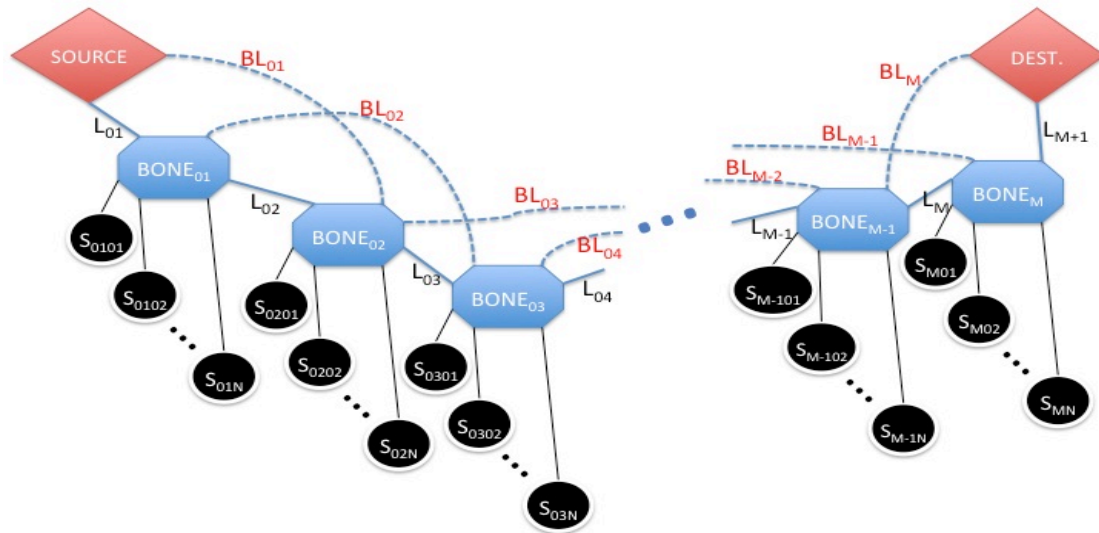 SOURCE
DEST.
BL01
BLM
L01
BL02
BLM-1
LM+1
BONE01
BLM-2
BONEM
L02
BL03
LM
BONE02
BONEM-1
S0101
LM-1
L03
BL04
SM01
S0102
BONE03
L04
SM-101
S0201
SM02
S01N
S0202
S0301
SM-102
SMN
S02N
S0302
SM-1N
S03N